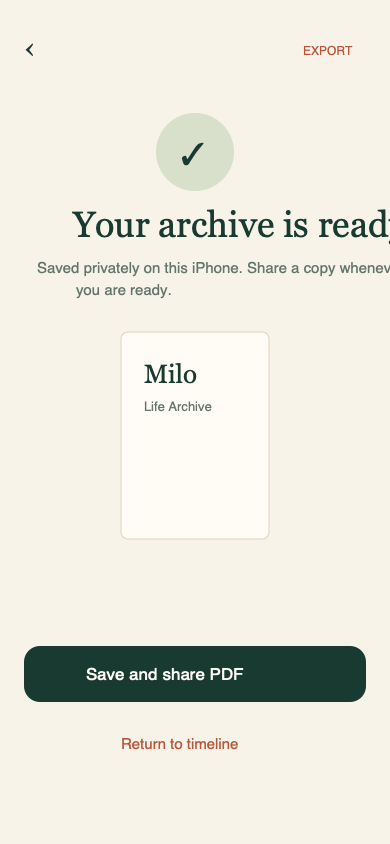 ‹
EXPORT
✓
Your archive is read
Saved privately on this iPhone. Share a copy whenev
you are ready.
Milo
Life Archive
Save and share PDF
Return to timeline